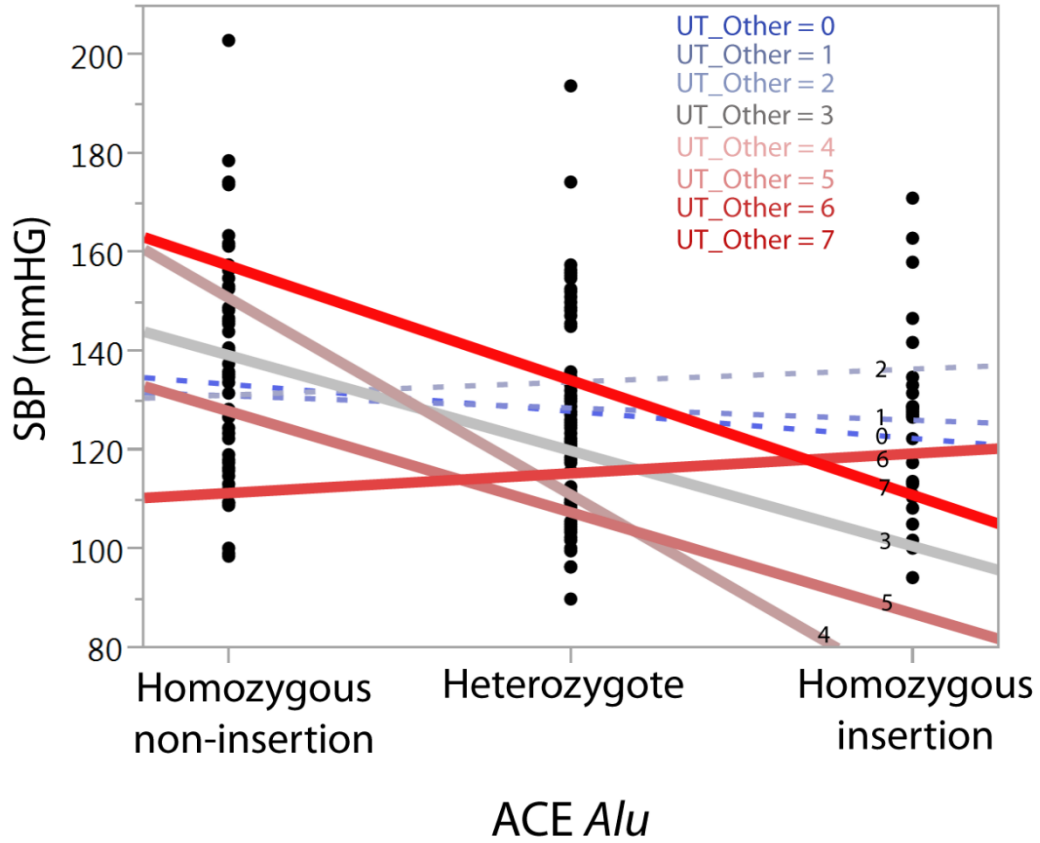 UT_Other = 0
UT_Other = 1
UT_Other = 2
UT_Other = 3
UT_Other = 4
UT_Other = 5
UT_Other = 6
UT_Other = 7
SBP (mmHG)
200
180
160
140
120
100
80
2
1
0
6
7
3
5
4
Homozygous non-insertion
Heterozygote
Homozygous insertion
ACE Alu